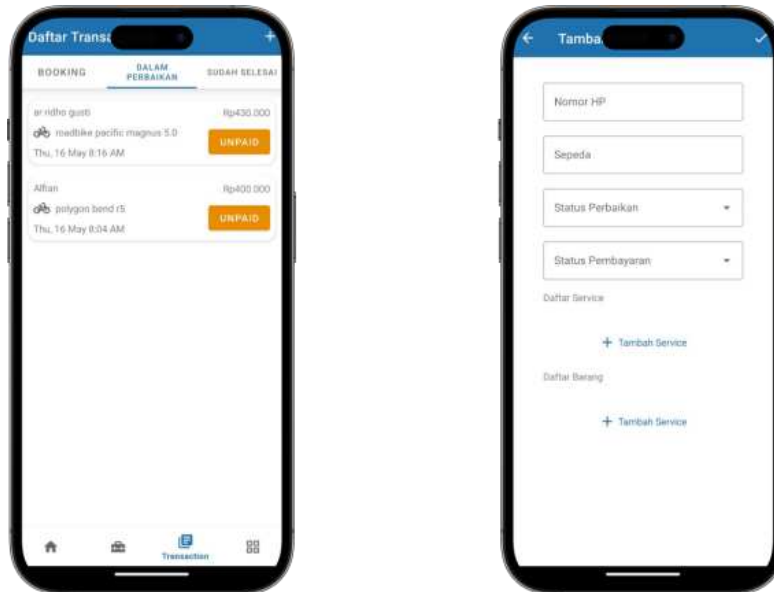 Daftar Transa
+
BOOKING
DALAM
PERBAIKAN
SUDAH SELESAI
ar ridho gusti
Rp430.000
roadbike pacific magnus 5.0
UNPAID
Thu, 16 May 8:16 AM
Alfian
Rp400.000
polygon bend r5
UNPAID
Thu, 16 May 8:04 AM
Transaction
Tamba
Nomor HP
Sepeda
Status Perbaikan
Status Pembayaran
Daftar Service
+ Tambah Service
Daftar Barang
+ Tambah Service